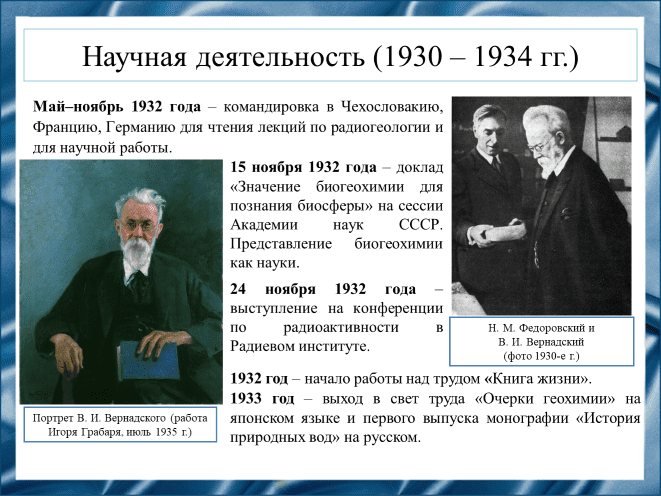 Научная деятельность (1930 – 1934 гг.)
Май–ноябрь 1932 года – командировка в Чехословакию,
Францию, Германию для чтения лекций по радиогеологии и
для научной работы.
15 ноября 1932 года – доклад
«Значение биогеохимии для
познания биосферы» на сессии
Академии наук СССР.
Представление биогеохимии
как науки.
24 ноября 1932 года –
выступление на конференции
по радиоактивности в
Радиевом институте.
Н. М. Федоровский и
В. И. Вернадский
(фото 1930-е г.)
1932 год – начало работы над трудом «Книга жизни».
1933 год – выход в свет труда «Очерки геохимии» на
японском языке и первого выпуска монографии «История
природных вод» на русском.
Портрет В. И. Вернадского (работа
Игоря Грабаря, июль 1935 г.)